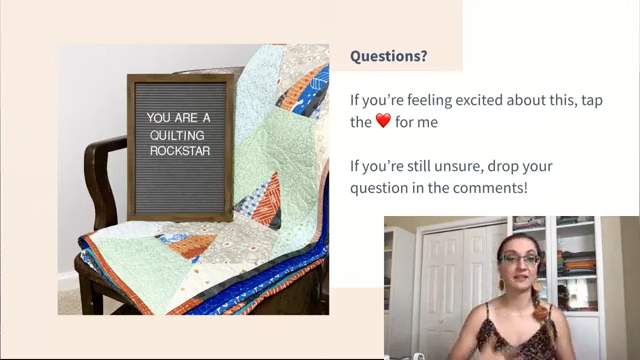 YOU ARE A
QUILTING
ROCKSTAR
Questions?
If you're feeling excited about this, tap
the ❤️ for me
If you're still unsure, drop your
question in the comments!